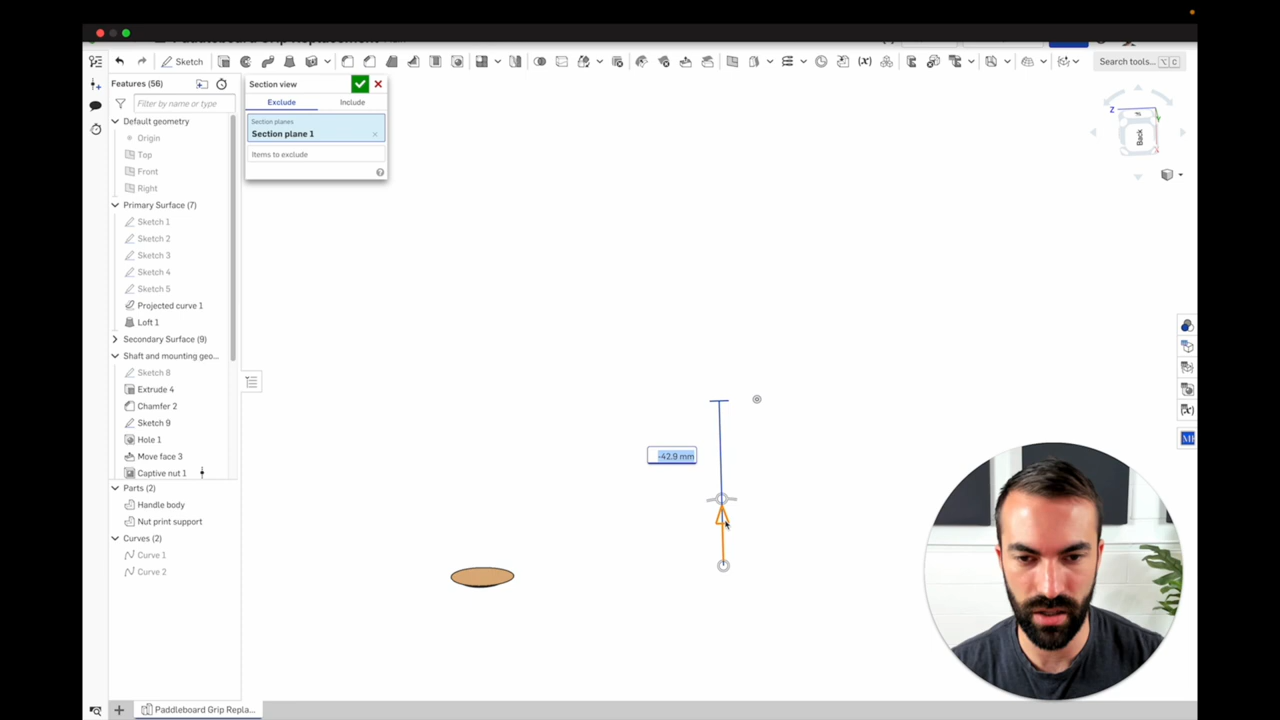 Sketch
Search tools...
⌥ C
Features (56)
Filter by name or type
Default geometry
Origin
Top
Front
Right
Primary Surface (7)
Sketch 1
Sketch 2
Sketch 3
Sketch 4
Sketch 5
Projected curve 1
Loft 1
Secondary Surface (9)
Shaft and mounting geo...
Sketch 8
Extrude 4
Chamfer 2
Sketch 9
Hole 1
Move face 3
Captive nut 1
Parts (2)
Handle body
Nut print support
Curves (2)
Curve 1
Curve 2
Section view
Exclude
Include
Section planes
Section plane 1
Items to exclude
-42.9 mm
Z
Back
Paddleboard Grip Repla...